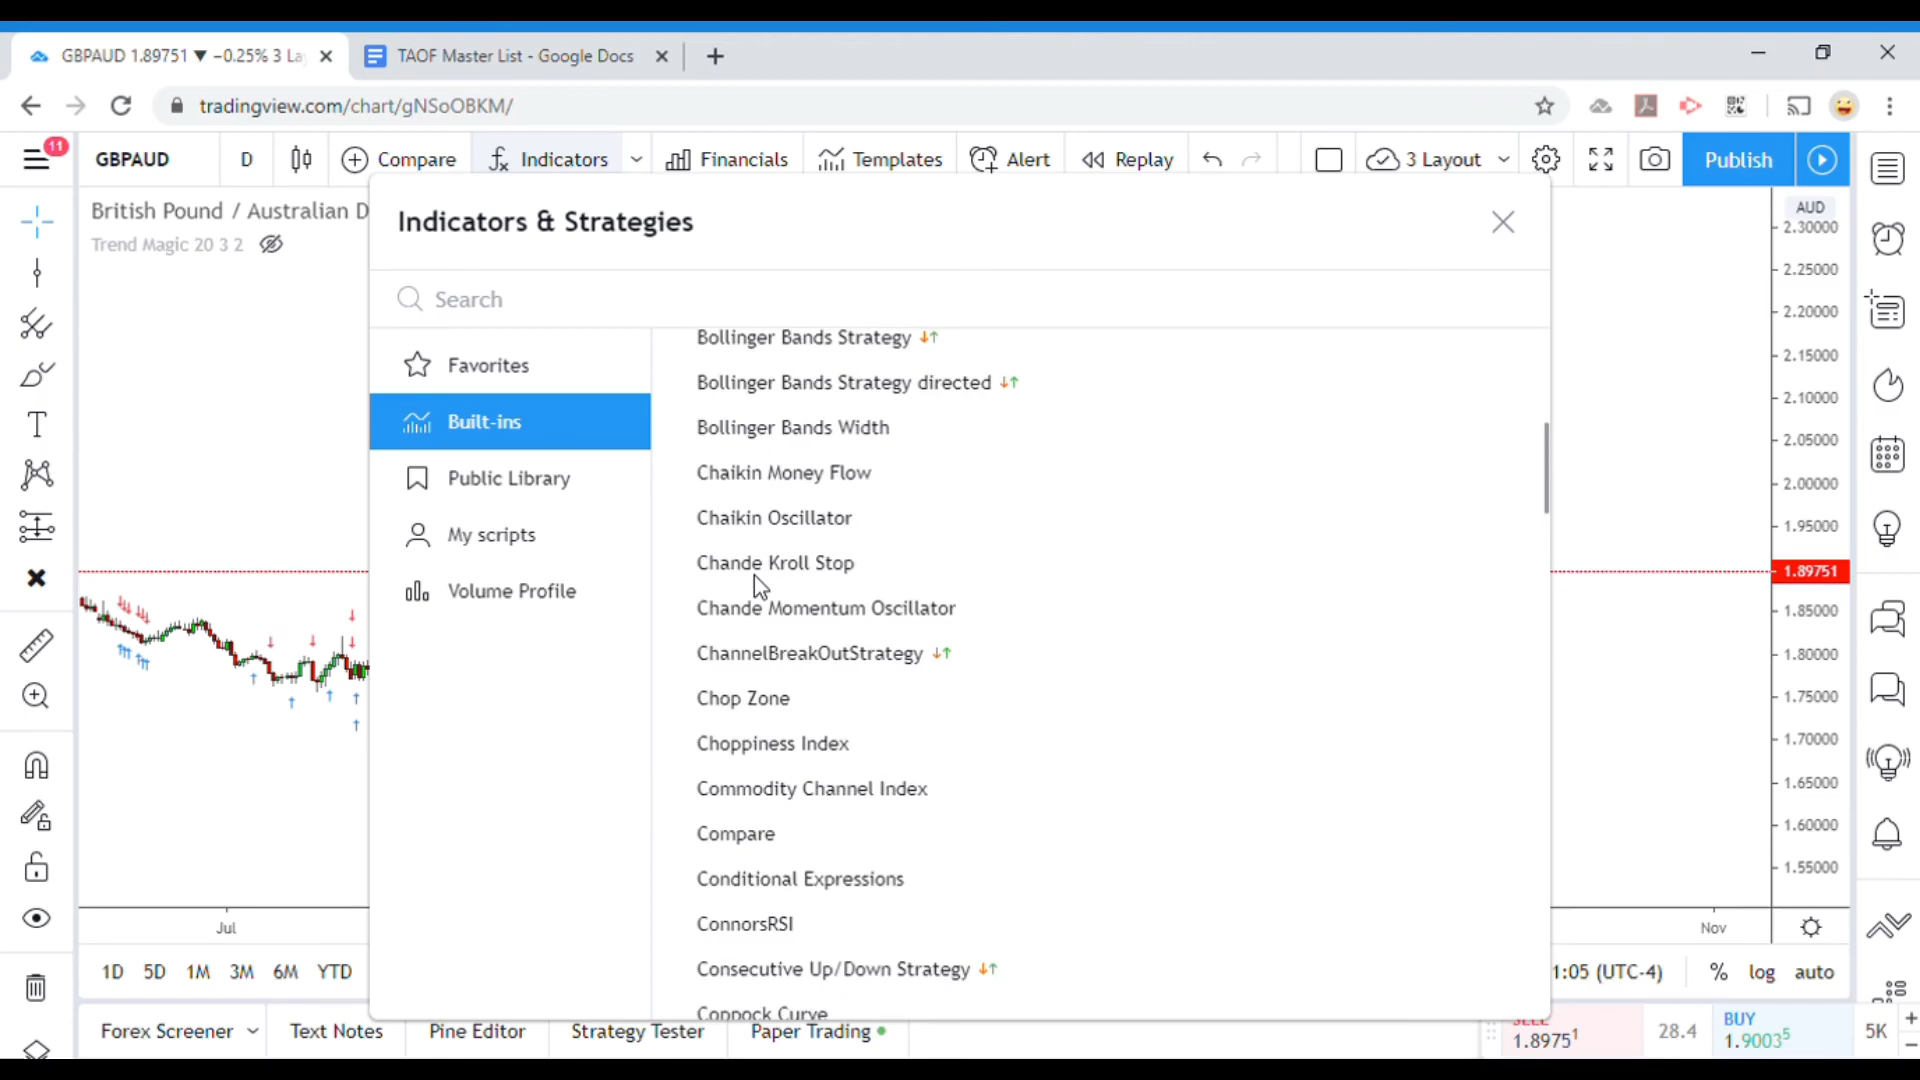 GBPAUD 1.89751 ▼ −0.25% 3 La
TAOF Master List - Google Docs
tradingview.com/chart/gNSoOBKM/
11
GBPAUD D Compare Indicators Financials Templates Alert Replay 3 Layout Publish
British Pound / Australian D
Trend Magic 20 3 2
Indicators & Strategies
Search
Favorites
Built-ins
Public Library
My scripts
Volume Profile
Bollinger Bands Strategy
Bollinger Bands Strategy directed
Bollinger Bands Width
Chaikin Money Flow
Chaikin Oscillator
Chande Kroll Stop
Chande Momentum Oscillator
ChannelBreakOutStrategy
Chop Zone
Choppiness Index
Commodity Channel Index
Compare
Conditional Expressions
ConnorsRSI
Consecutive Up/Down Strategy
Coppock Curve
AUD
2.30000
2.25000
2.20000
2.15000
2.10000
2.05000
2.00000
1.95000
1.89751
1.85000
1.80000
1.75000
1.70000
1.65000
1.60000
1.55000
Jul Nov
1D 5D 1M 3M 6M YTD 1:05 (UTC-4) % log auto
Forex Screener Text Notes Pine Editor Strategy Tester Paper Trading
SELL
1.89751
28.4
BUY
1.90035
5K